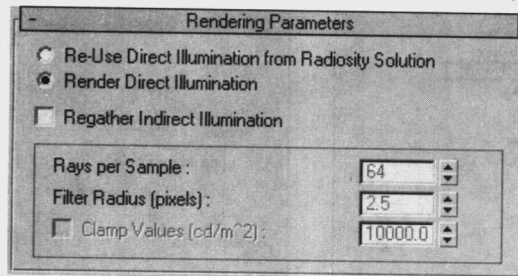 - Rendering Parameters
Re-Use Direct Illumination from Radiosity Solution
Render Direct Illumination
Regather Indirect Illumination
Rays per Sample : 64
Filter Radius (pixels) : 2.5
Clamp Values (cd/m^2) : 10000.0